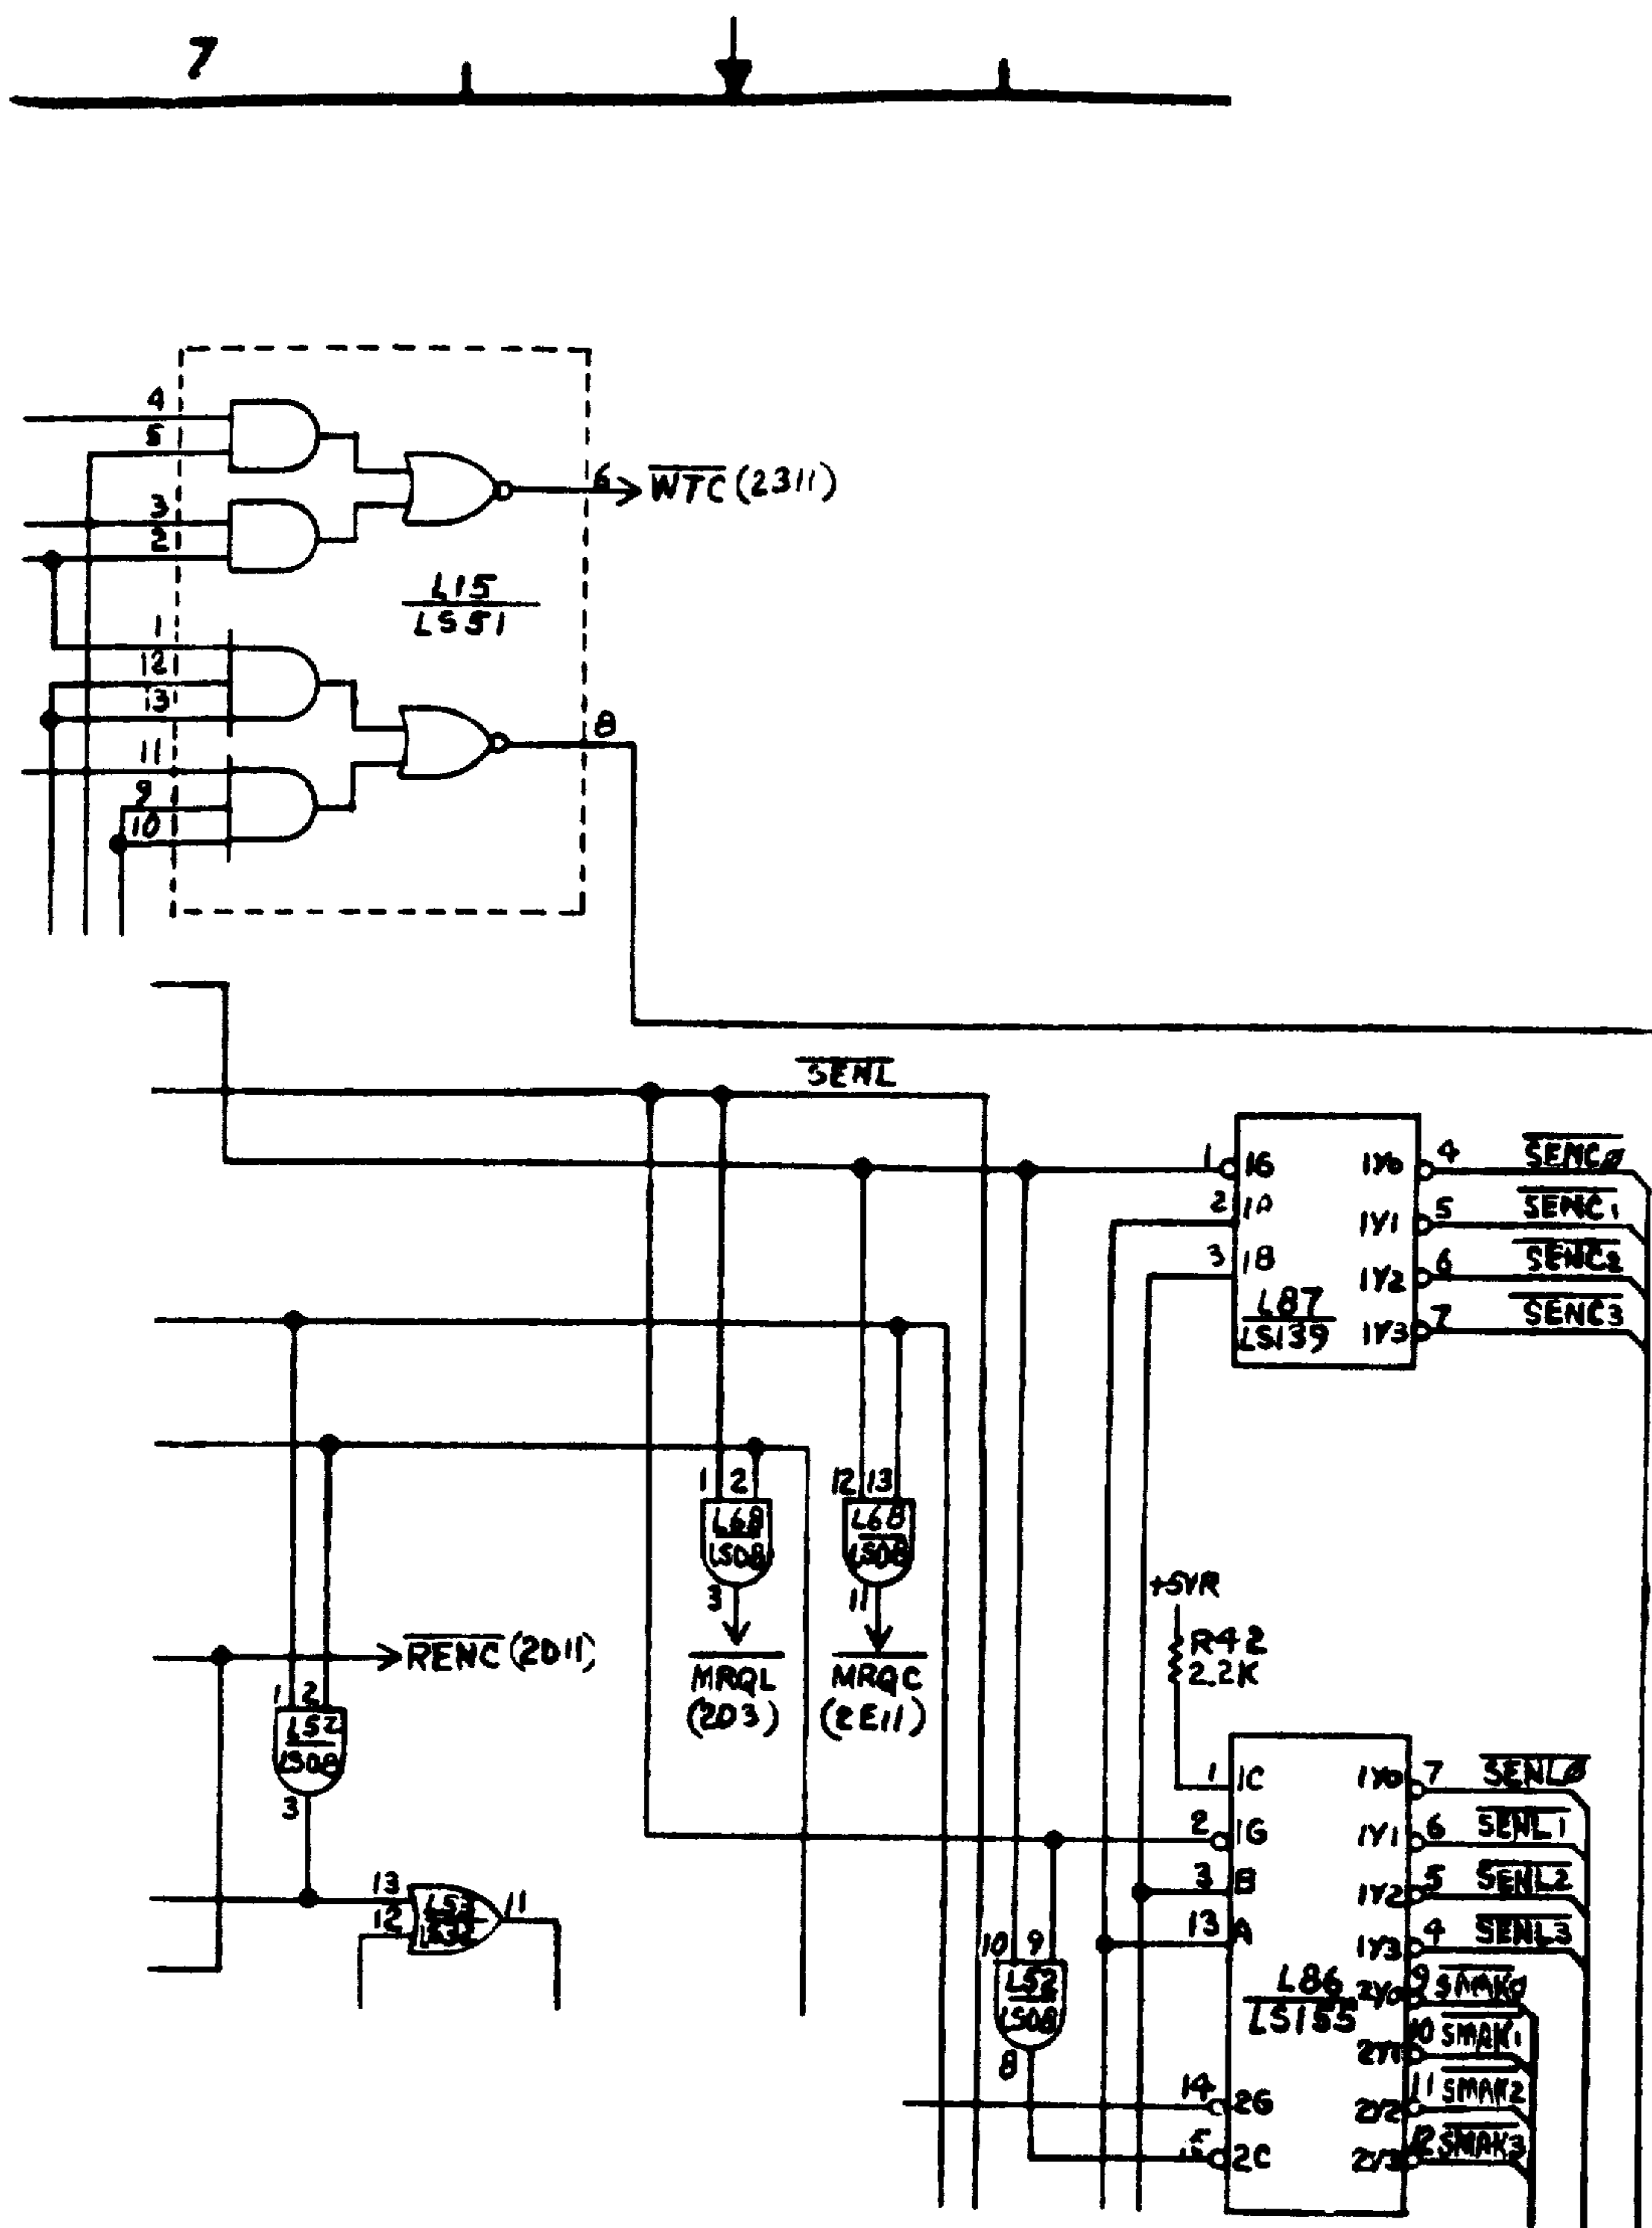 7
4
5
3
2
6
WTC (2311)
L15
LS51
1
12
13
11
9
10
8
SENL
1
2
3
1G
1A
1B
L87
LS139
1Y0
1Y1
1Y2
1Y3
4
5
6
7
SENC0
SENC1
SENC2
SENC3
1 2
L68
LS08
3
MRQL
(2D3)
12 13
L68
LS08
11
MRQC
(2E11)
RENC (2D11)
1 2
L52
LS08
3
13
12
L53
11
+5VR
R42
2.2K
1
2
3
13
14
1C
1G
B
A
2G
2C
L86
LS155
1Y0
1Y1
1Y2
1Y3
2Y0
2Y1
2Y2
2Y3
7
6
5
4
9
10
11
12
SENL0
SENL1
SENL2
SENL3
SMAK0
SMAK1
SMAK2
SMAK3
10 9
L52
LS08
8